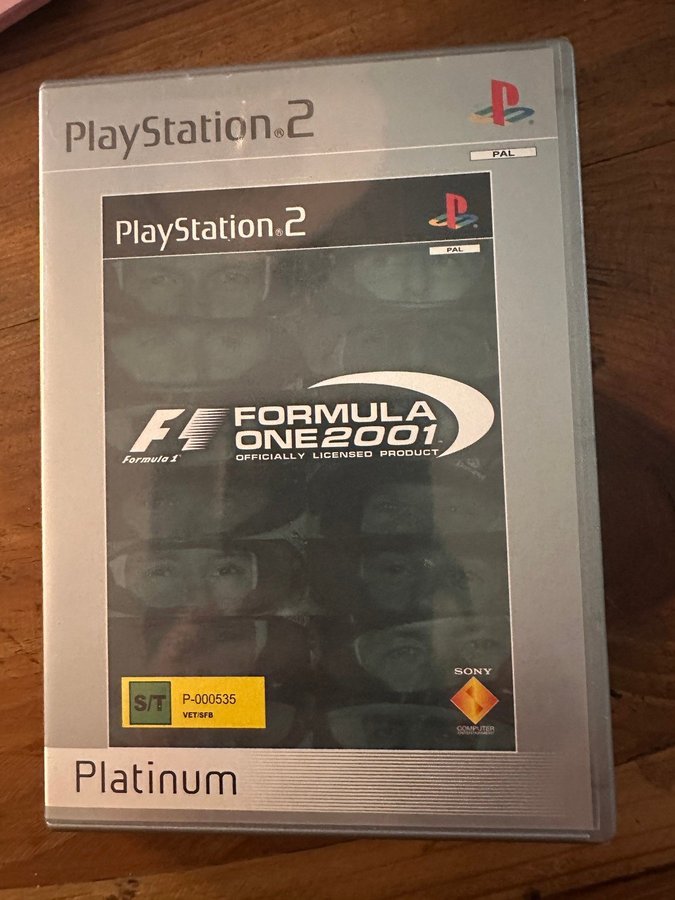 PlayStation®2
PAL
PlayStation®2
PAL
F1 FORMULA
ONE2001™
Formula 1®
OFFICIALLY LICENSED PRODUCT
S/T
P-000535
VET/SFB
SONY
COMPUTER
ENTERTAINMENT
Platinum